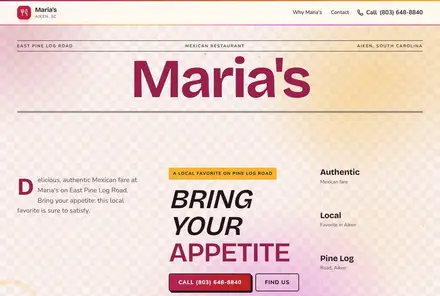 Maria's
AIKEN, SC
Why Maria's
Contact
Call (803) 648-8840
EAST PINE LOG ROAD
MEXICAN RESTAURANT
AIKEN, SOUTH CAROLINA
Maria's
Delicious, authentic Mexican fare at
Maria's on East Pine Log Road.
Bring your appetite: this local
favorite is sure to satisfy.
A LOCAL FAVORITE ON PINE LOG ROAD
BRING
YOUR
APPETITE
CALL (803) 648-8840
FIND US
Authentic
Mexican fare
Local
Favorite in Aiken
Pine Log
Road, Aiken